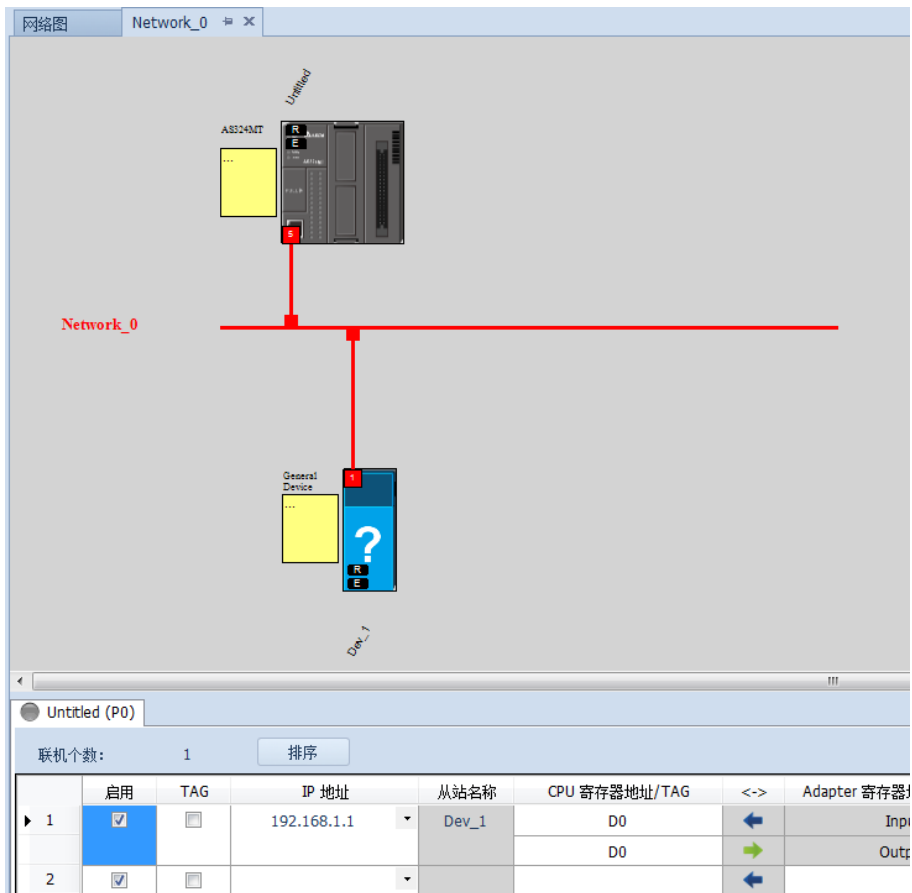 网络图 Network_0
Untitled
AS324MT
R
E
...
5
Network_0
General
Device
1
...
?
R
E
Dev_1
Untitled (P0)
联机个数: 1 排序
启用 TAG IP 地址 从站名称 CPU 寄存器地址/TAG <-> Adapter 寄存器
1 192.168.1.1 Dev_1 D0 Inpu
D0 Outp
2